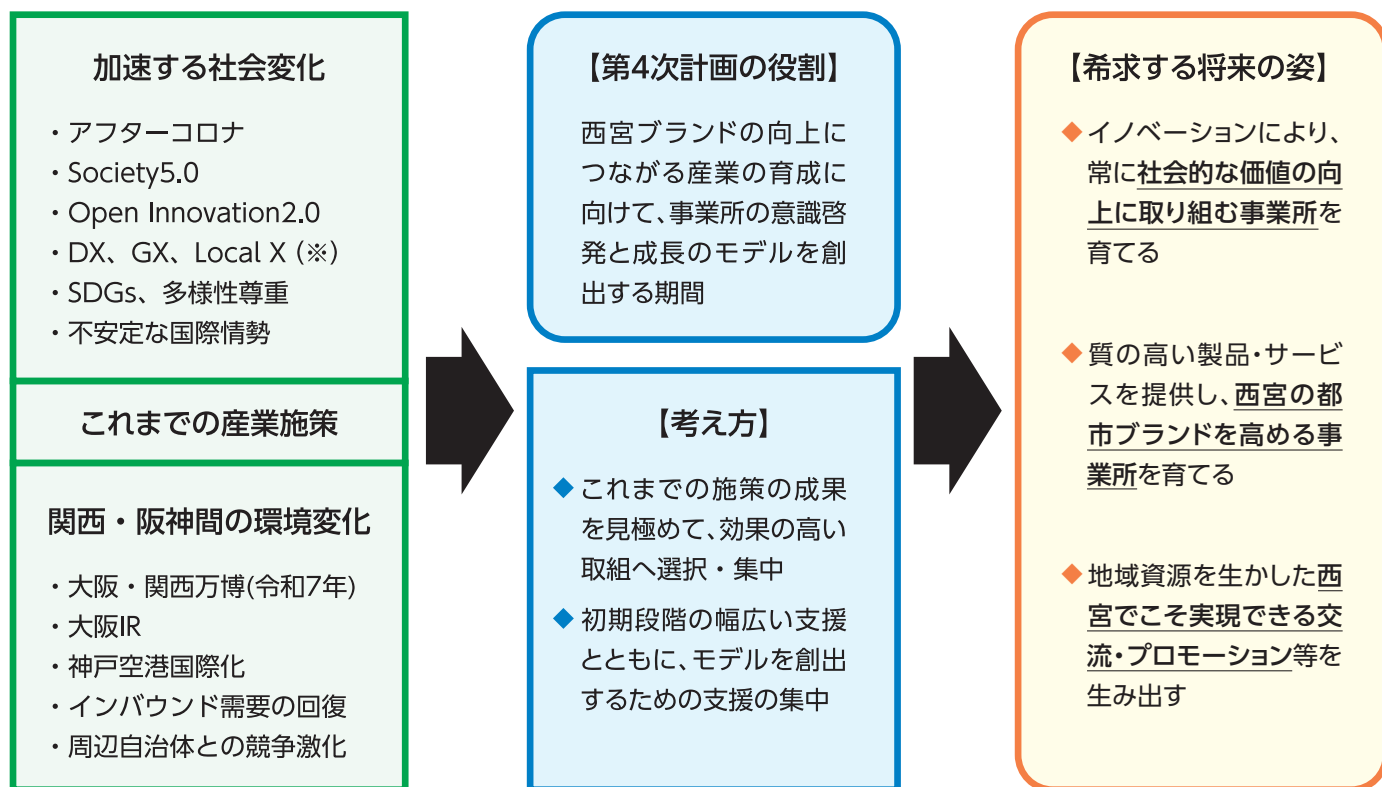 加速する社会変化
・アフターコロナ
・Society5.0
・Open Innovation2.0
・DX、GX、Local X (※)
・SDGs、多様性尊重
・不安定な国際情勢
これまでの産業施策
関西・阪神間の環境変化
・大阪・関西万博(令和7年)
・大阪IR
・神戸空港国際化
・インバウンド需要の回復
・周辺自治体との競争激化
【第4次計画の役割】
西宮ブランドの向上に
つながる産業の育成に
向けて、事業所の意識啓
発と成長のモデルを創
出する期間
【考え方】
◆これまでの施策の成果
を見極めて、効果の高い
取組へ選択・集中
◆初期段階の幅広い支援
とともに、モデルを創出
するための支援の集中
【希求する将来の姿】
◆イノベーションにより、
常に社会的な価値の向
上に取り組む事業所を
育てる
◆質の高い製品・サービ
スを提供し、西宮の都
市ブランドを高める事
業所を育てる
◆地域資源を生かした西
宮でこそ実現できる交
流・プロモーション等を
生み出す